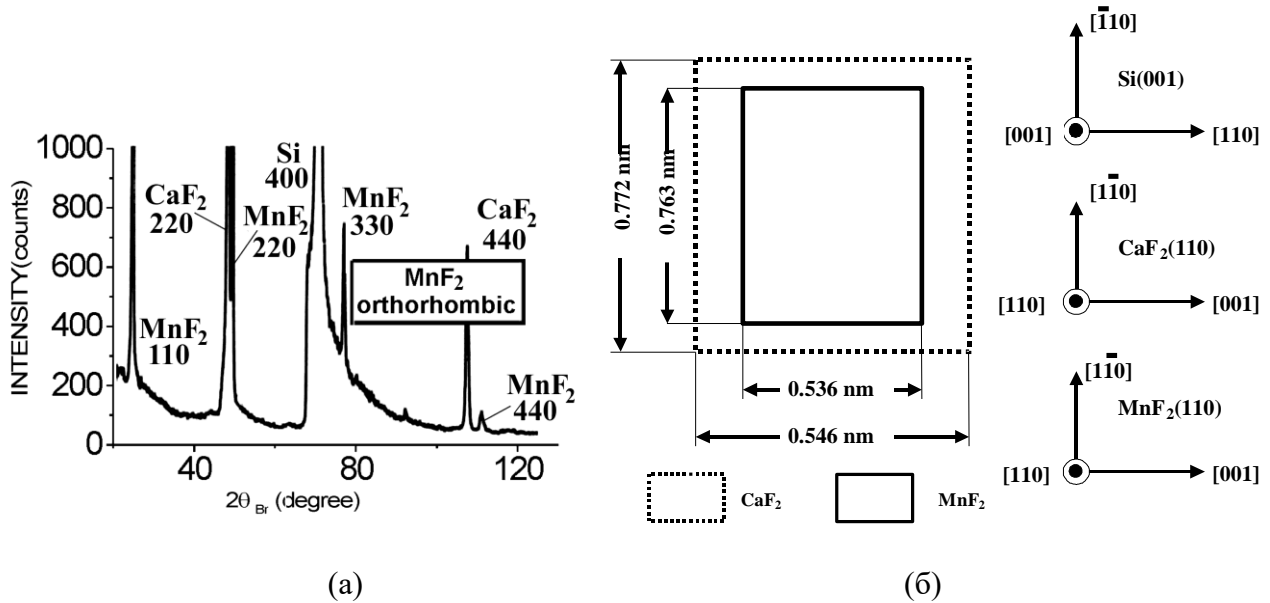 1000
800
600
400
200
0
INTENSITY(counts)
Si
400
CaF₂
220
MnF₂
220
MnF₂
330
CaF₂
440
MnF₂
orthorhombic
MnF₂
110
MnF₂
440
40
80
120
2θ Br (degree)
(а)
0.772 nm
0.763 nm
0.536 nm
0.546 nm
CaF₂
MnF₂
[1̄10]
Si(001)
[001]
[110]
[11̄0]
CaF₂(110)
[110]
[001]
[11̄0]
MnF₂(110)
[110]
[001]
(б)